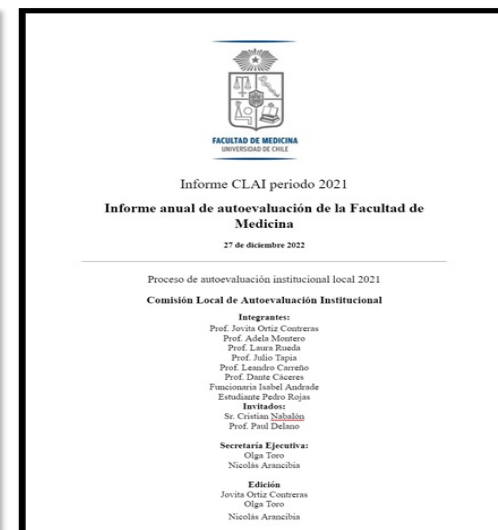 FACULTAD DE MEDICINA
UNIVERSIDAD DE CHILE
Informe CLAI periodo 2021
Informe anual de autoevaluación de la Facultad de
Medicina
27 de diciembre 2022
Proceso de autoevaluación institucional local 2021
Comisión Local de Autoevaluación Institucional
Integrantes:
Prof. Jovita Ortiz Contreras
Prof. Adela Montero
Prof. Laura Rueda
Prof. Julio Tapia
Prof. Leandro Carreño
Prof. Dante Cáceres
Funcionaria Isabel Andrade
Estudiante Pedro Rojas
Invitados:
Sr. Cristian Nabalón
Prof. Paul Delano
Secretaría Ejecutiva:
Olga Toro
Nicolás Arancibia
Edición
Jovita Ortiz Contreras
Olga Toro
Nicolás Arancibia